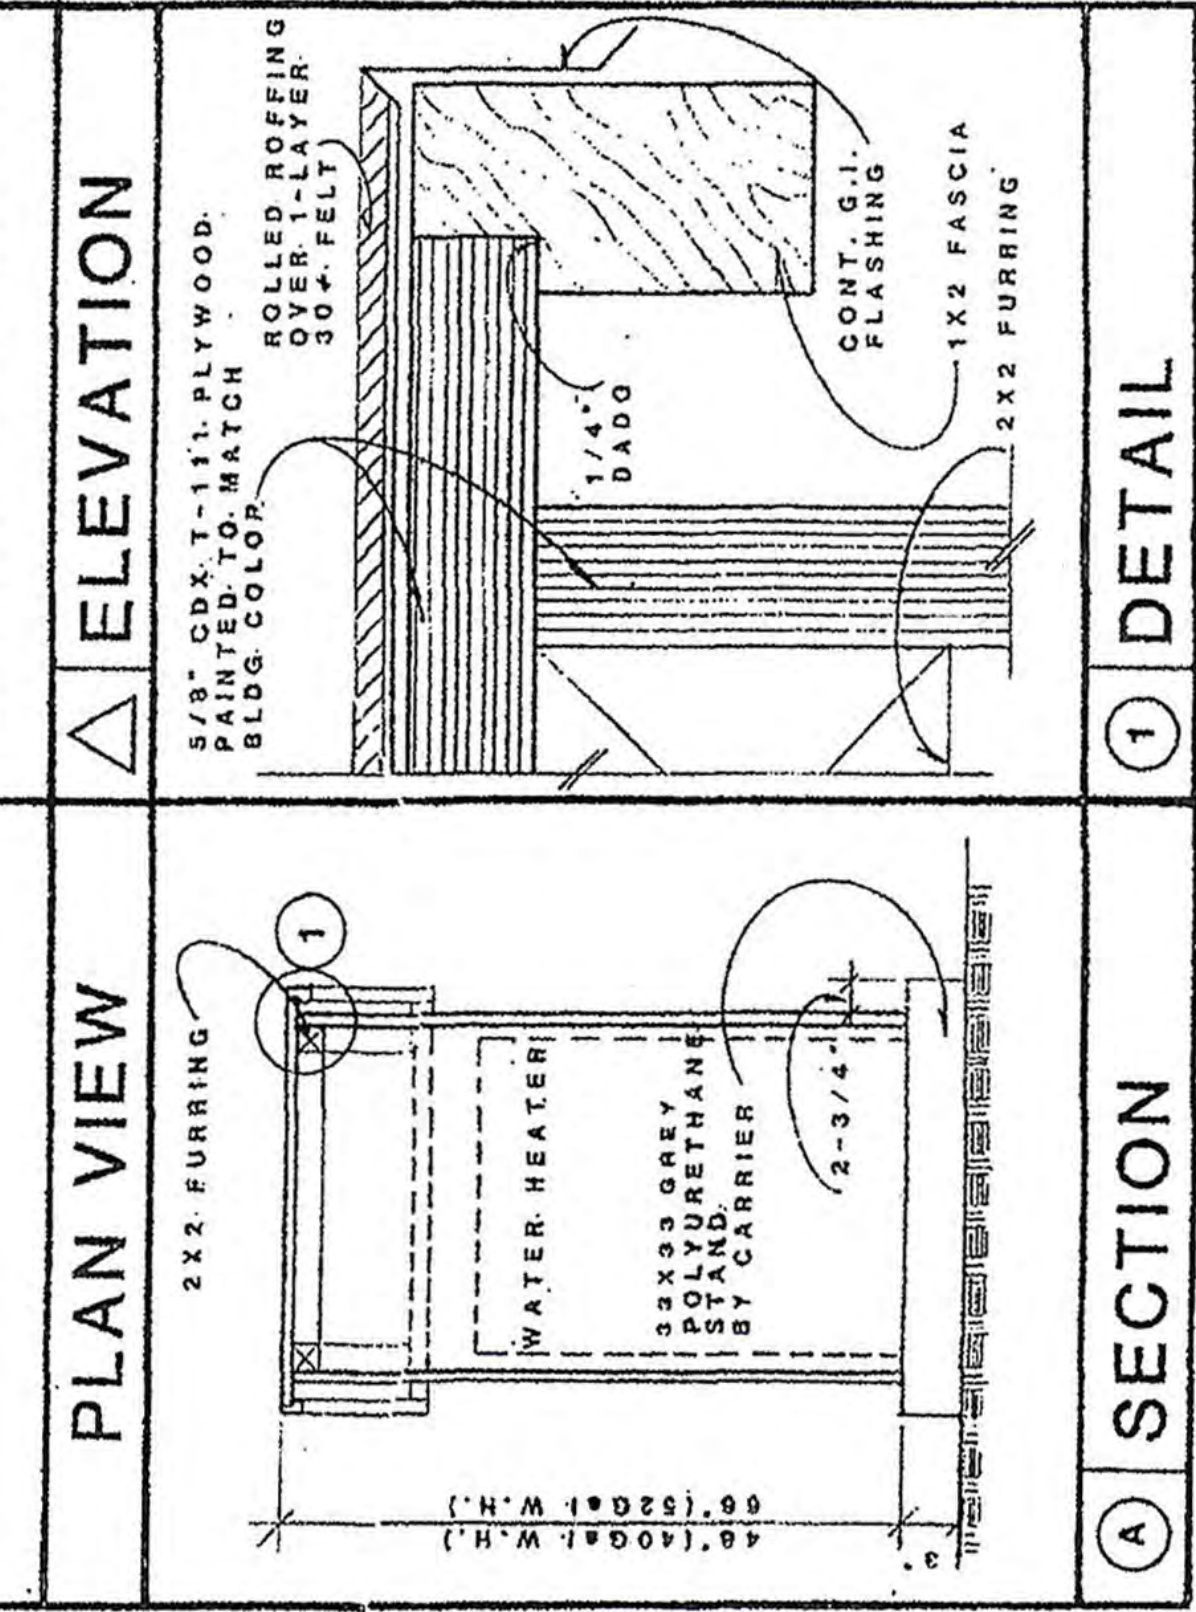 PLAN VIEW
ELEVATION
2X2 FURRING
1
WATER HEATER
33X33 GREY
POLYURETHANE
STAND
BY CARRIER
2-3/4"
66"(52Gal W.H.)
48"(40Gal W.H.)
3"
A
SECTION
5/8" CDX T-111 PLYWOOD
PAINTED TO MATCH
BLDG COLOR
ROLLED ROFFING
OVER 1-LAYER
30# FELT
1/4"
DADO
CONT. G.I.
FLASHING
1X2 FASCIA
2X2 FURRING
1
DETAIL